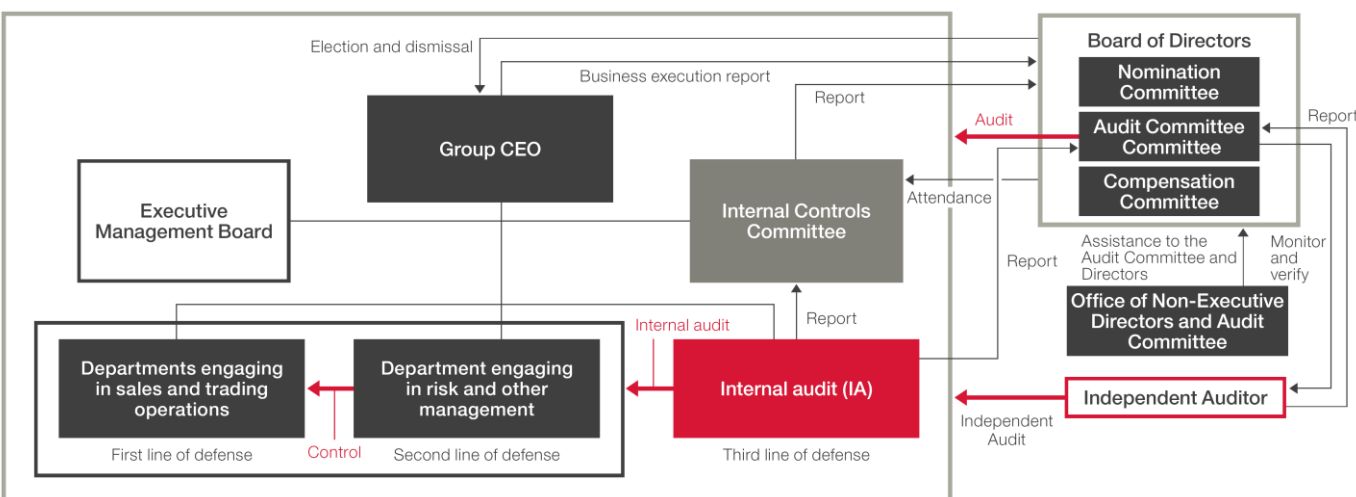 Election and dismissal
Business execution report
Report
Board of Directors
Nomination
Committee
Audit Committee
Committee
Compensation
Committee
Report
Audit
Group CEO
Executive
Management Board
Internal Controls
Committee
Attendance
Assistance to the
Audit Committee and
Directors
Monitor
and
verify
Report
Office of Non-Executive
Directors and Audit
Committee
Internal audit
Report
Departments engaging
in sales and trading
operations
Department engaging
in risk and other
management
Internal audit (IA)
Independent Auditor
Independent
Audit
First line of defense
Control
Second line of defense
Third line of defense